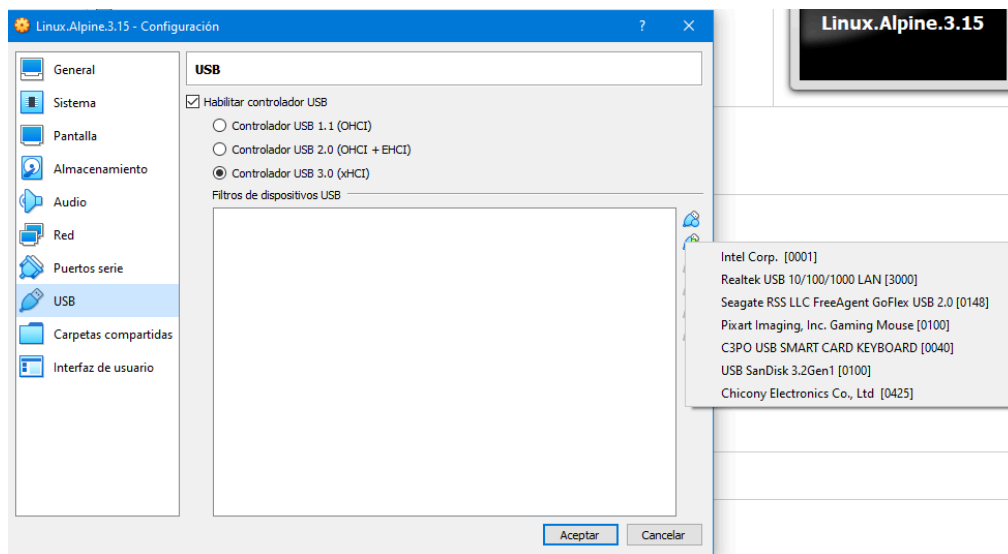 Linux.Alpine.3.15 - Configuración
?
Linux.Alpine.3.15
General
Sistema
Pantalla
Almacenamiento
Audio
Red
Puertos serie
USB
Carpetas compartidas
Interfaz de usuario
USB
Habilitar controlador USB
Controlador USB 1.1 (OHCI)
Controlador USB 2.0 (OHCI + EHCI)
Controlador USB 3.0 (xHCI)
Filtros de dispositivos USB
Intel Corp. [0001]
Realtek USB 10/100/1000 LAN [3000]
Seagate RSS LLC FreeAgent GoFlex USB 2.0 [0148]
Pixart Imaging, Inc. Gaming Mouse [0100]
C3PO USB SMART CARD KEYBOARD [0040]
USB SanDisk 3.2Gen1 [0100]
Chicony Electronics Co., Ltd [0425]
Aceptar
Cancelar